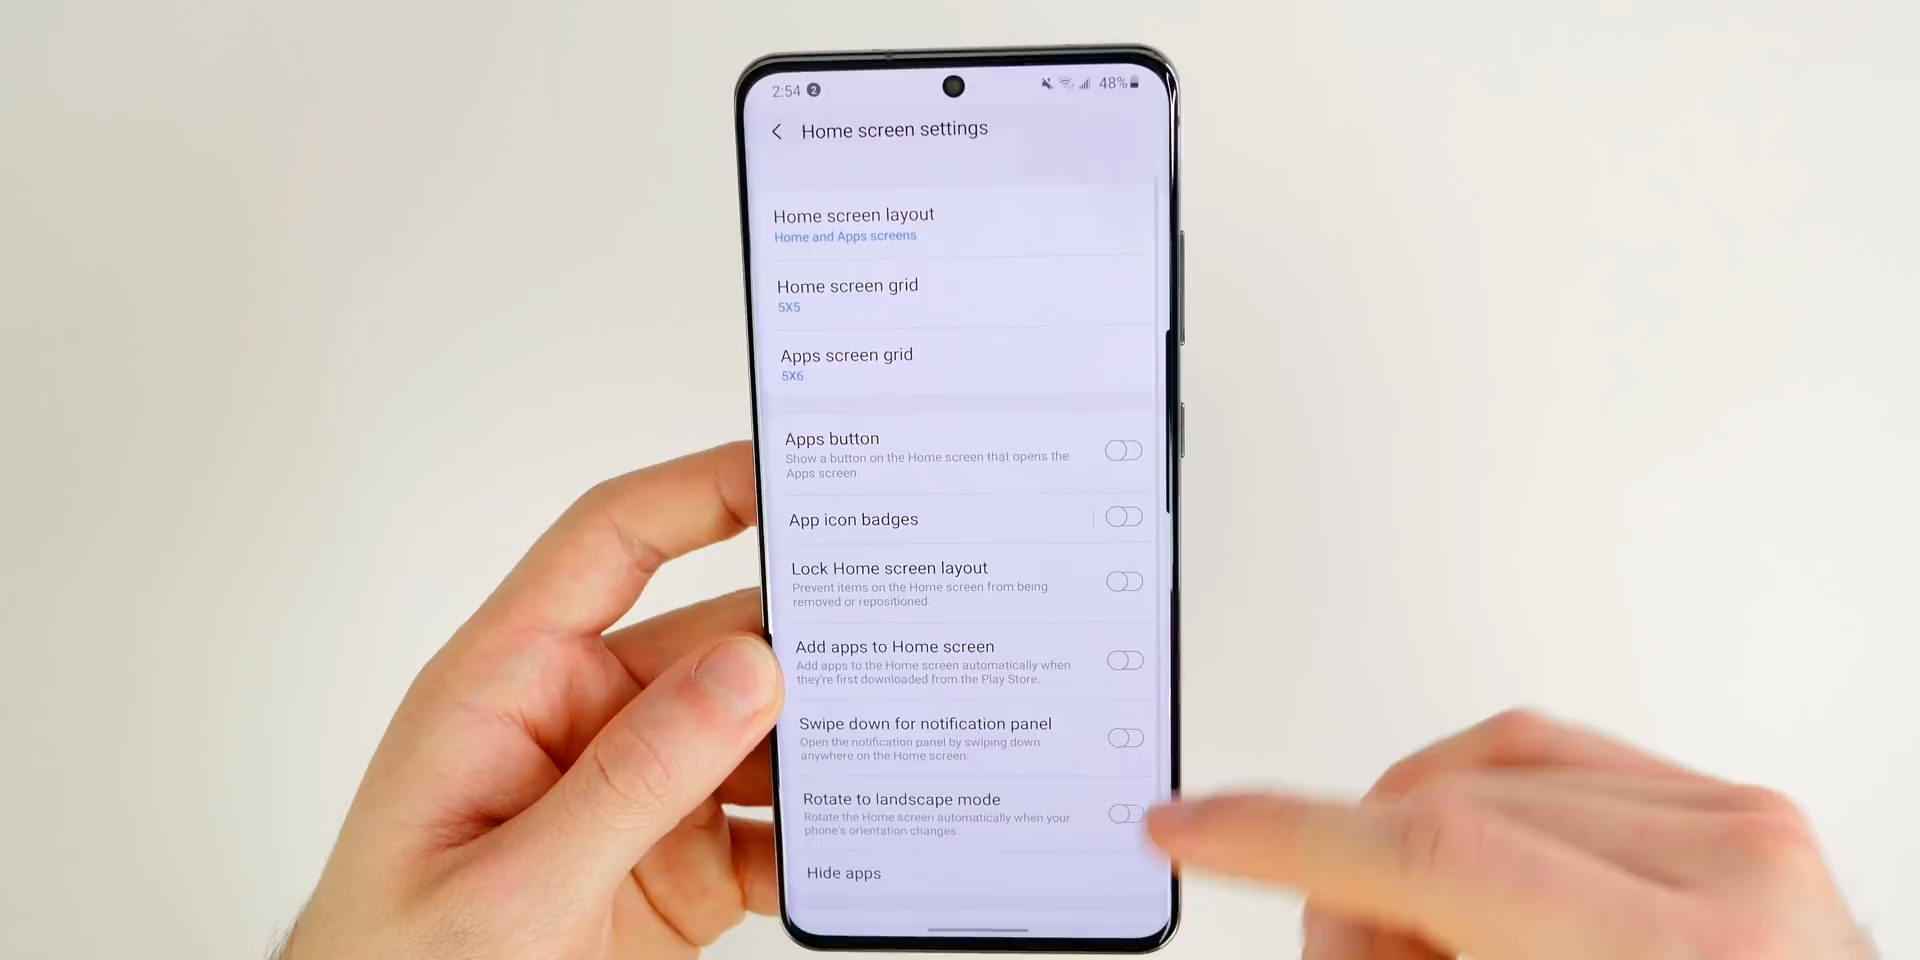 2:54 2 48%
Home screen settings
Home screen layout
Home and Apps screens
Home screen grid
5X5
Apps screen grid
5X6
Apps button
Show a button on the Home screen that opens the
Apps screen.
App icon badges
Lock Home screen layout
Prevent items on the Home screen from being
removed or repositioned.
Add apps to Home screen
Add apps to the Home screen automatically when
they're first downloaded from the Play Store.
Swipe down for notification panel
Open the notification panel by swiping down
anywhere on the Home screen.
Rotate to landscape mode
Rotate the Home screen automatically when your
phone's orientation changes.
Hide apps